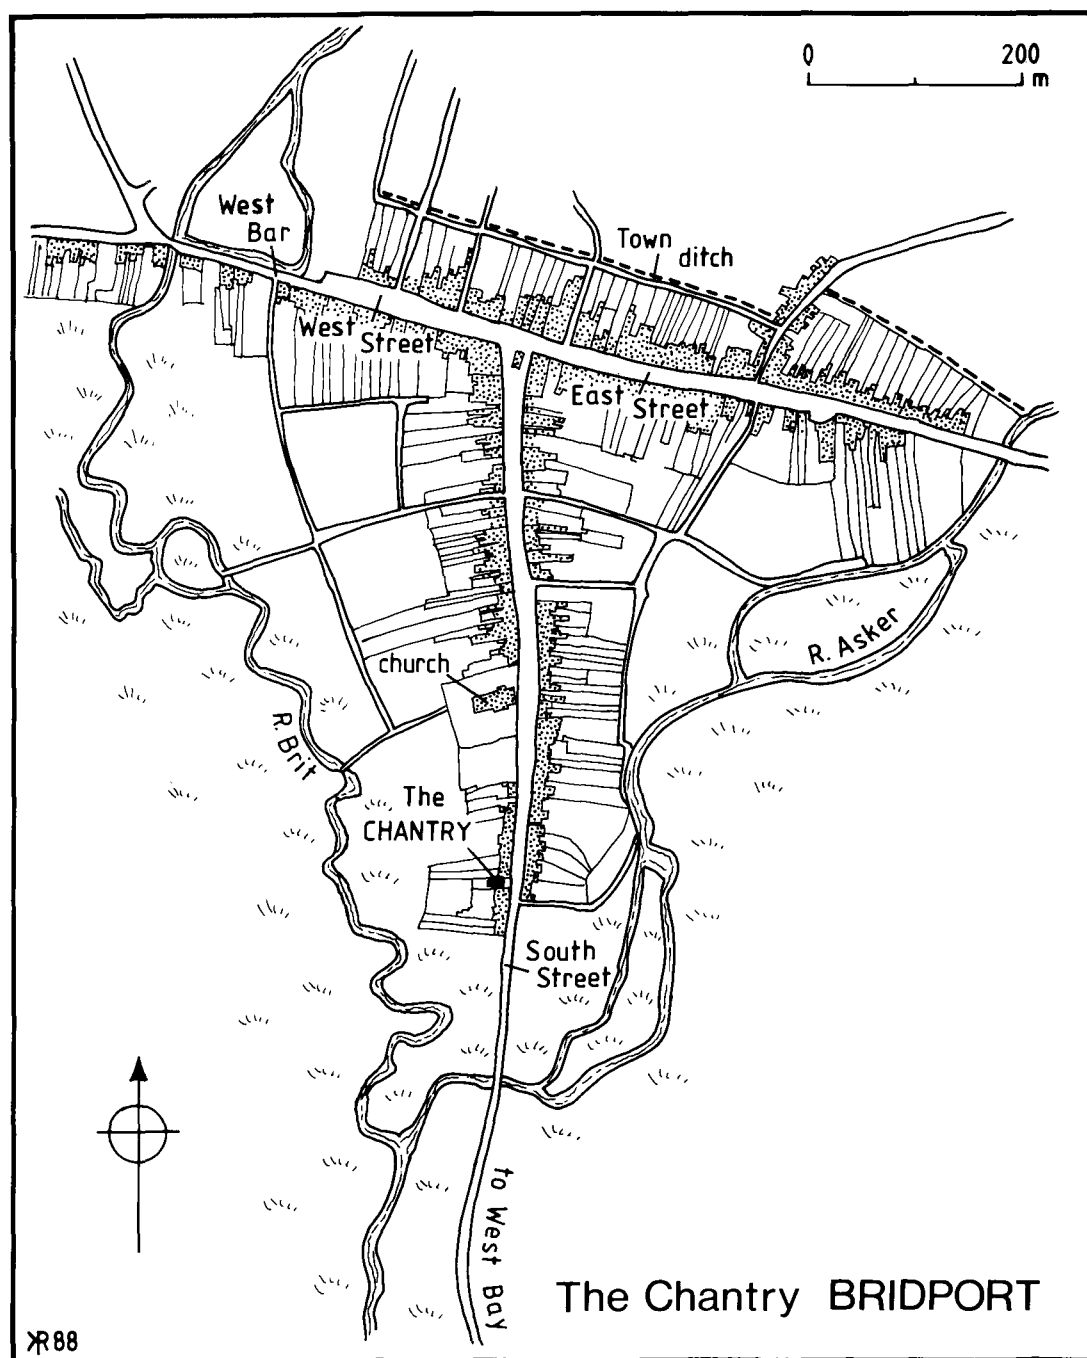 0 200
m
West
Bar
Town
ditch
West
Street
East
Street
church
R. Asker
R. Brit
The
CHANTRY
South
Street
to West Bay
The Chantry BRIDPORT
88